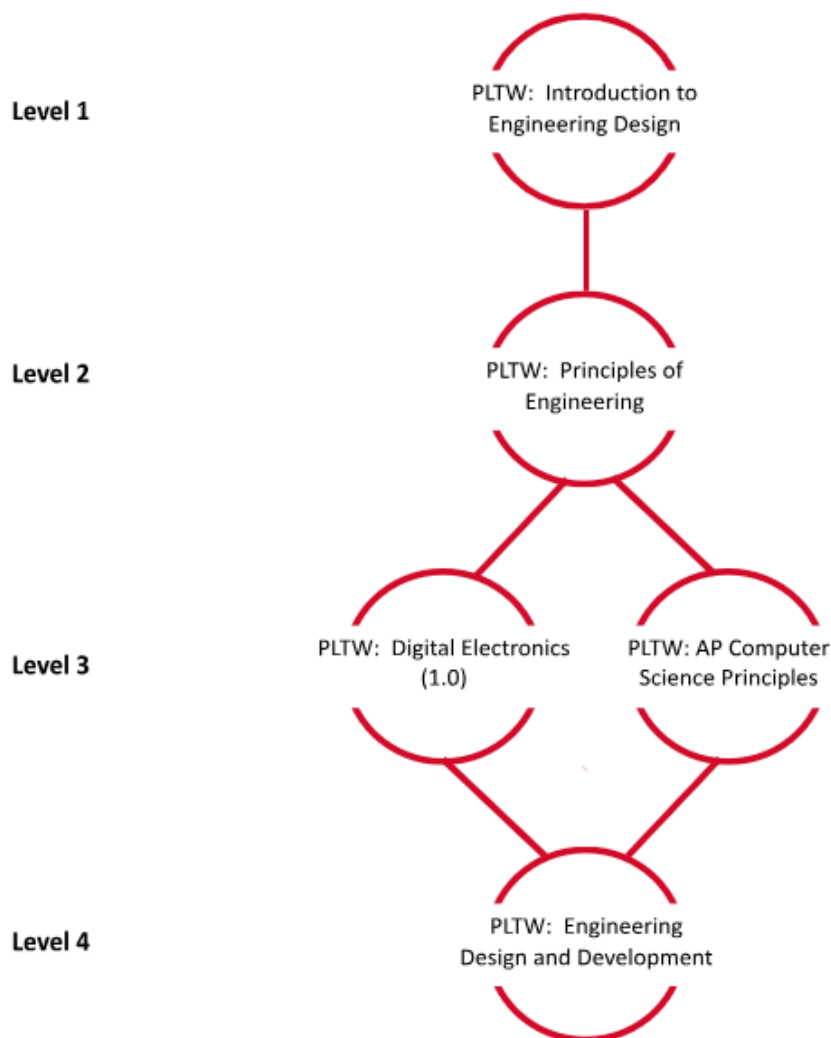 Level 1
PLTW:  Introduction to
Engineering Design
Level 2
PLTW:  Principles of
Engineering
Level 3
PLTW:  Digital Electronics
(1.0)
PLTW: AP Computer
Science Principles
Level 4
PLTW:  Engineering
Design and Development